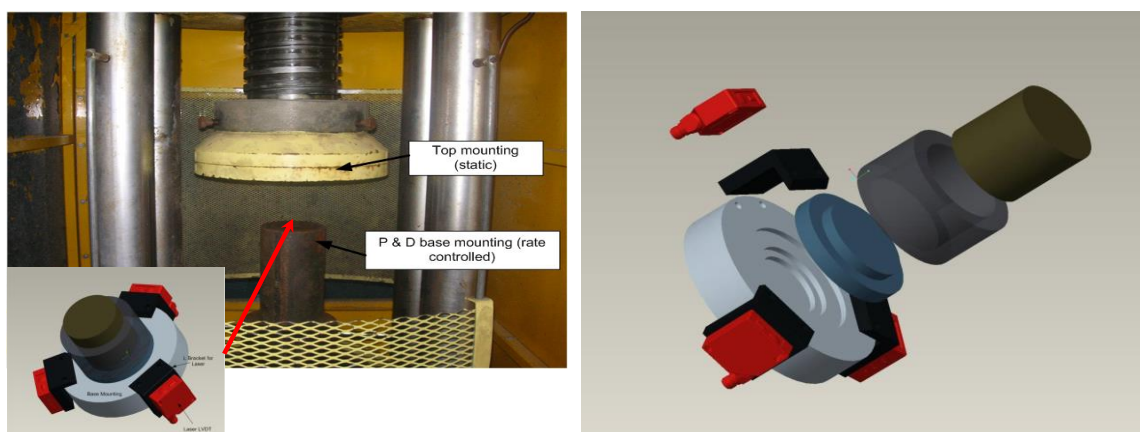 Top mounting
(static)
P & D base mounting (rate
controlled)
L Bracket for
Laser
Base Mounting
Laser LVDT